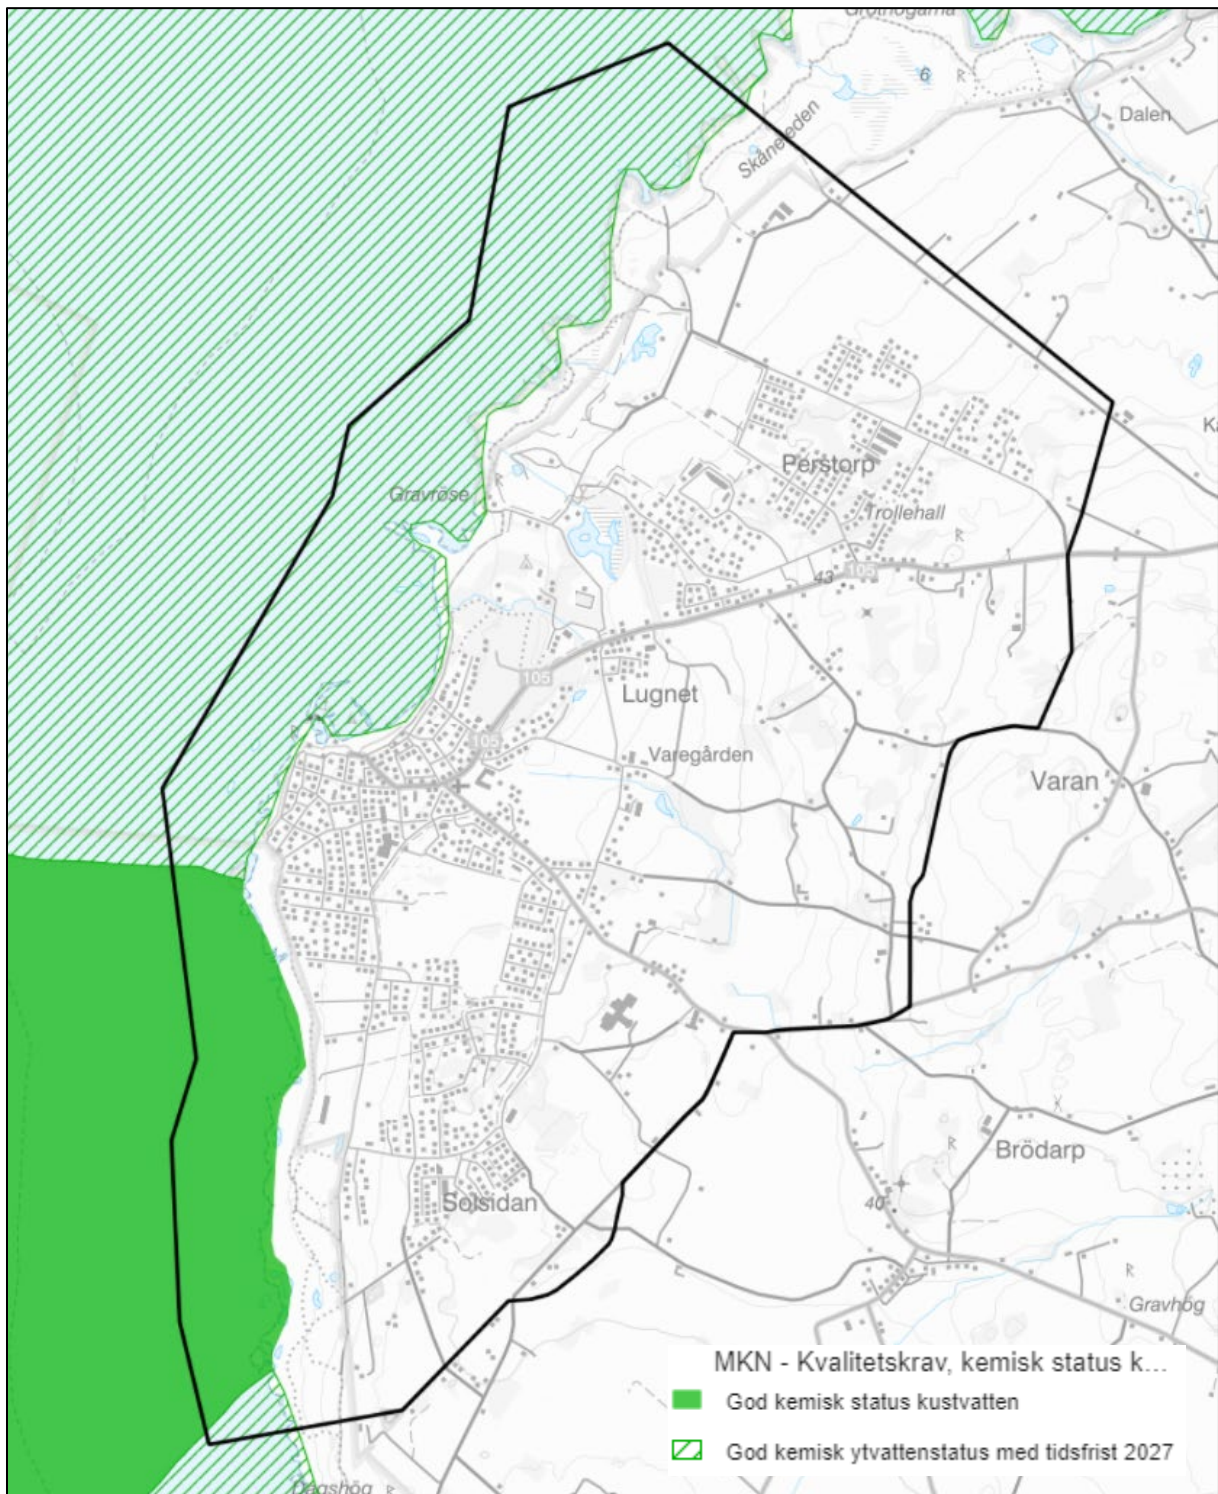 6
R
Dalen
Skåneleden
Perstorp
Gravröse
R
Trollehall
R
43
105
105
Lugnet
R
105
Varegården
Varan
Brödarp
R
Solsidan
40
R
Gravhög
MKN - Kvalitetskrav, kemisk status k...
God kemisk status kustvatten
God kemisk ytvattenstatus med tidsfrist 2027
Dagshög
R